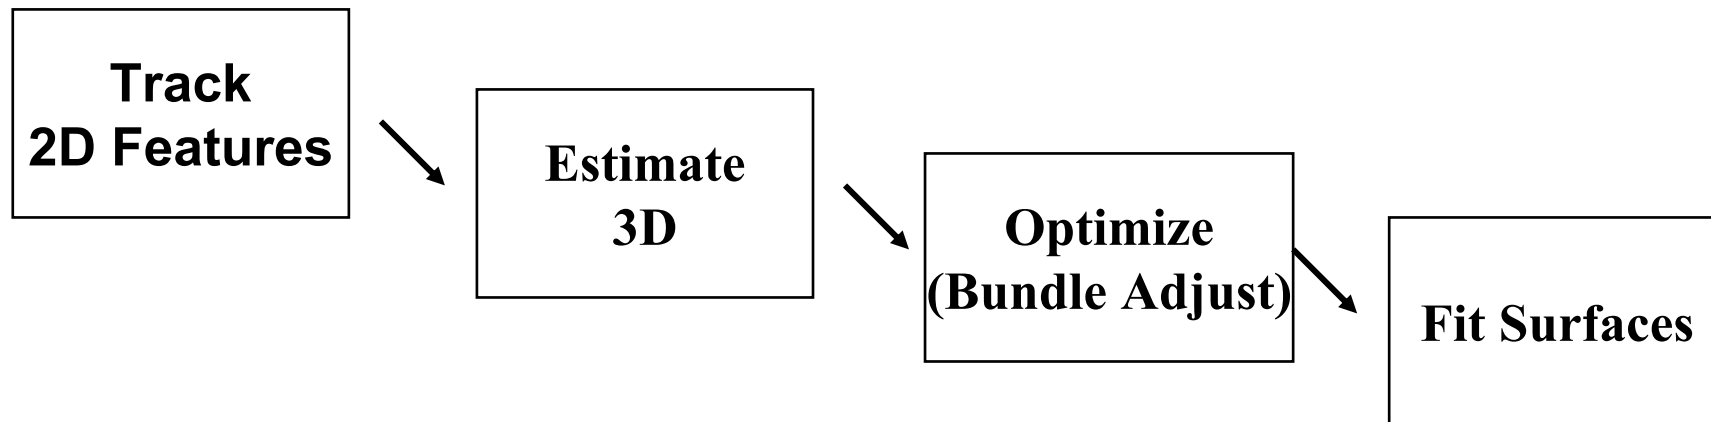 Track
2D Features
Estimate
3D
Optimize
(Bundle Adjust)
Fit Surfaces